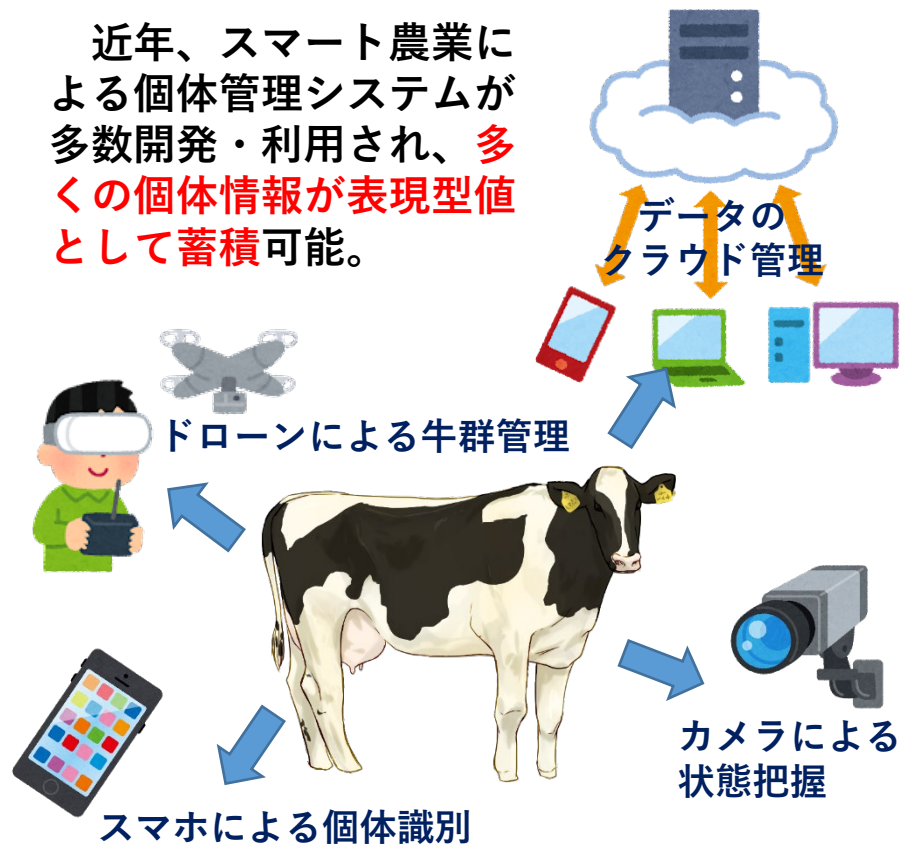 近年、スマート農業に
よる個体管理システムが
多数開発・利用され、多
くの個体情報が表現型値
として蓄積可能。
データの
クラウド管理
ドローンによる牛群管理
カメラによる
状態把握
スマホによる個体識別